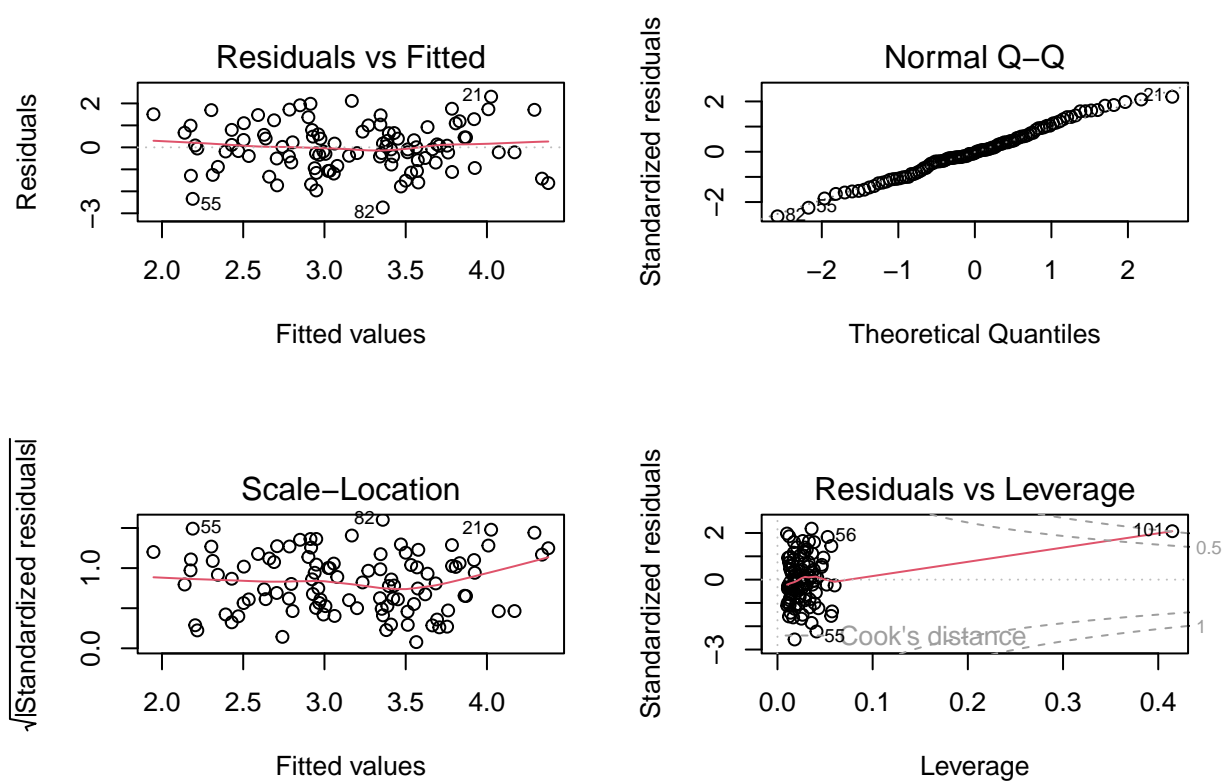 Residuals vs Fitted
Residuals
2
0
−3
21
55
82
2.0 2.5 3.0 3.5 4.0
Fitted values
Normal Q−Q
Standardized residuals
2
0
−2
21
82
55
−2 −1 0 1 2
Theoretical Quantiles
Scale−Location
√|Standardized residuals|
1.0
0.0
55
82
21
2.0 2.5 3.0 3.5 4.0
Fitted values
Residuals vs Leverage
Standardized residuals
2
0
−3
56
101
55
Cook's distance
0.5
1
0.0 0.1 0.2 0.3 0.4
Leverage